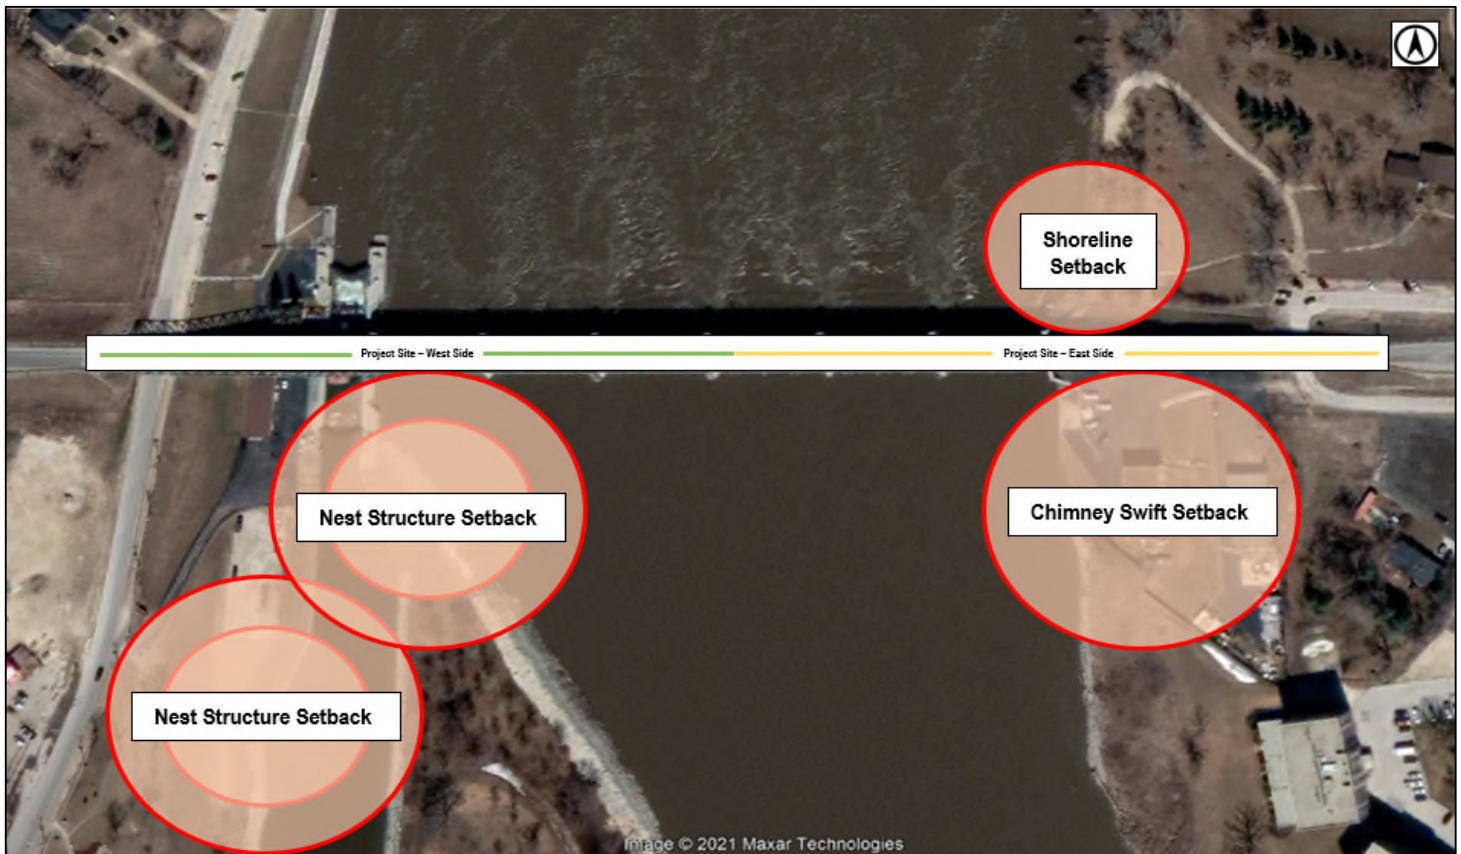 Shoreline
Setback
Project Site – West Side
Project Site – East Side
Nest Structure Setback
Chimney Swift Setback
Nest Structure Setback
Image © 2021 Maxar Technologies